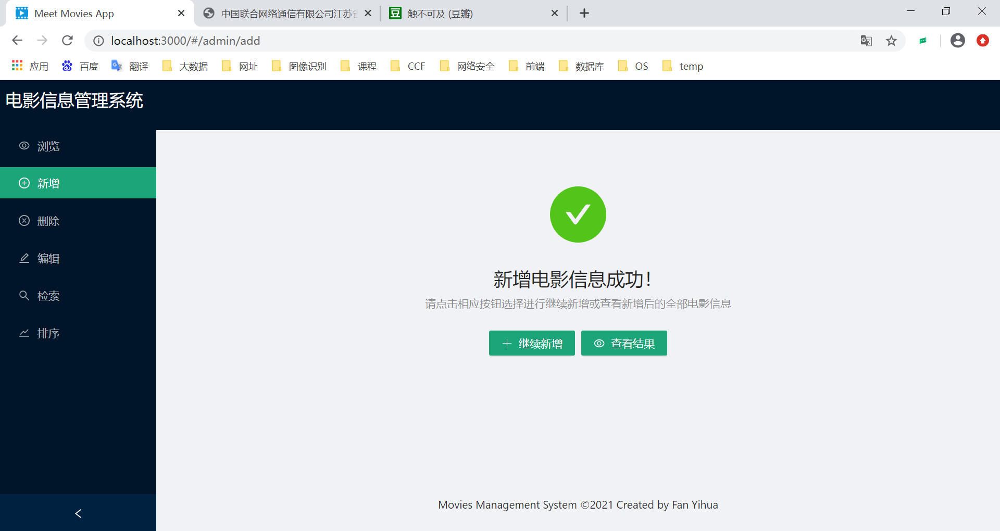 Meet Movies App
中国联合网络通信有限公司江苏省
触不可及 (豆瓣)
localhost:3000/#/admin/add
应用 百度 翻译 大数据 网址 图像识别 课程 CCF 网络安全 前端 数据库 OS temp
电影信息管理系统
浏览
新增
删除
编辑
检索
排序
新增电影信息成功！
请点击相应按钮选择进行继续新增或查看新增后的全部电影信息
继续新增 查看结果
Movies Management System ©2021 Created by Fan Yihua